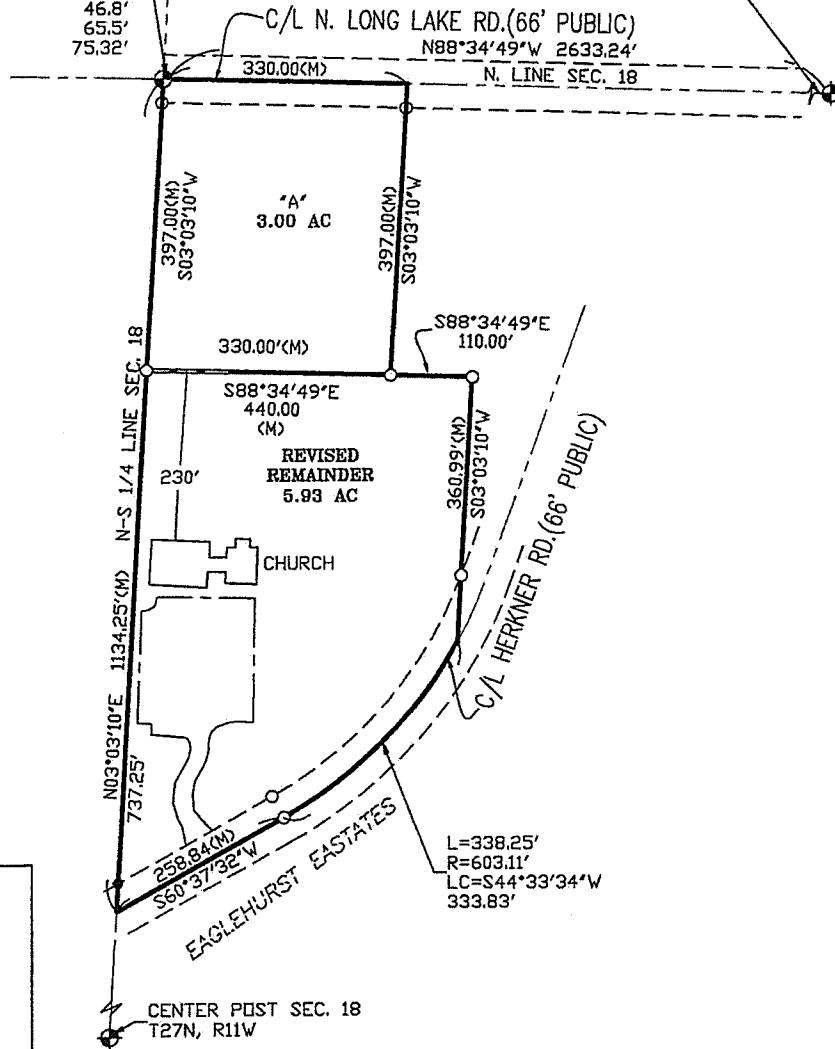 46.8'
65.5'
75.32'
C/L N. LONG LAKE RD.(66' PUBLIC)
N88°34'49"W 2633.24'
N. LINE SEC. 18
330.00(M)
397.00(M)
S03°03'10"W
"A"
3.00 AC
397.00(M)
S03°03'10"W
S88°34'49"E
110.00'
330.00'(M)
S88°34'49"E
440.00
(M)
REVISED
REMAINDER
5.93 AC
360.99'(M)
S03°03'10"W
230'
CHURCH
N-S 1/4 LINE SEC. 18
N03°03'10"E 1134.25'(M)
737.25'
C/L HERKNER RD.(66' PUBLIC)
258.84(M)
S60°37'32"W
EAGLEHURST EASTATES
L=338.25'
R=603.11'
LC=S44°33'34"W
333.83'
CENTER POST SEC. 18
T27N, R11W